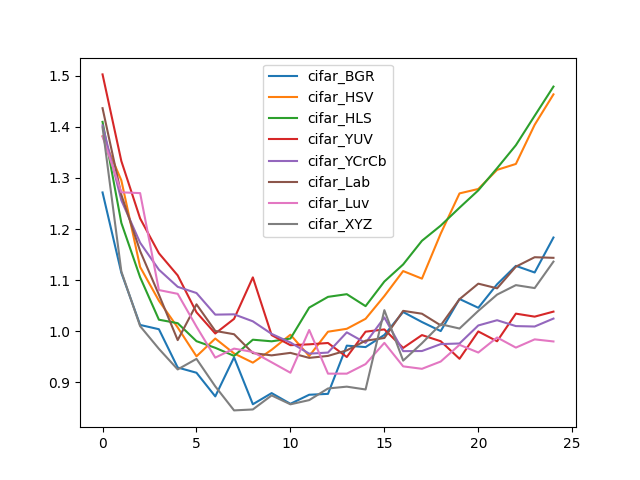 1.5
1.4
1.3
1.2
1.1
1.0
0.9
cifar_BGR
cifar_HSV
cifar_HLS
cifar_YUV
cifar_YCrCb
cifar_Lab
cifar_Luv
cifar_XYZ
0 5 10 15 20 25